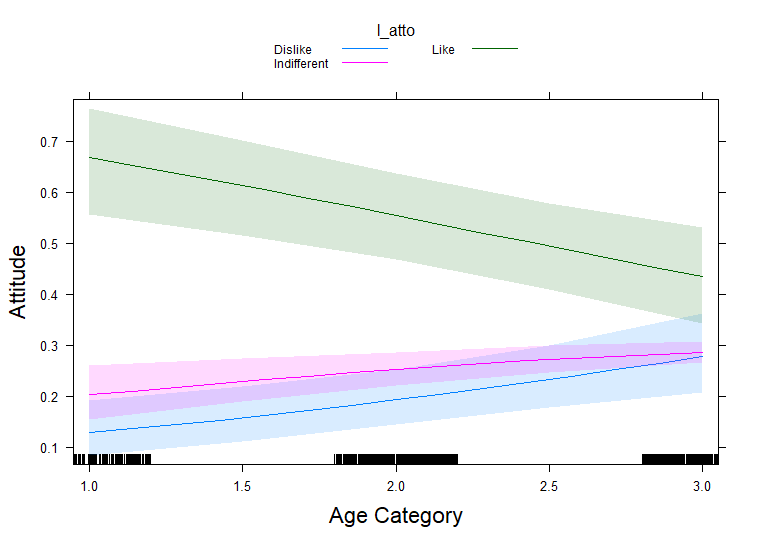 l_atto
Dislike Like
Indifferent
0.7
0.6
0.5
0.4
0.3
0.2
0.1
Attitude
1.0 1.5 2.0 2.5 3.0
Age Category